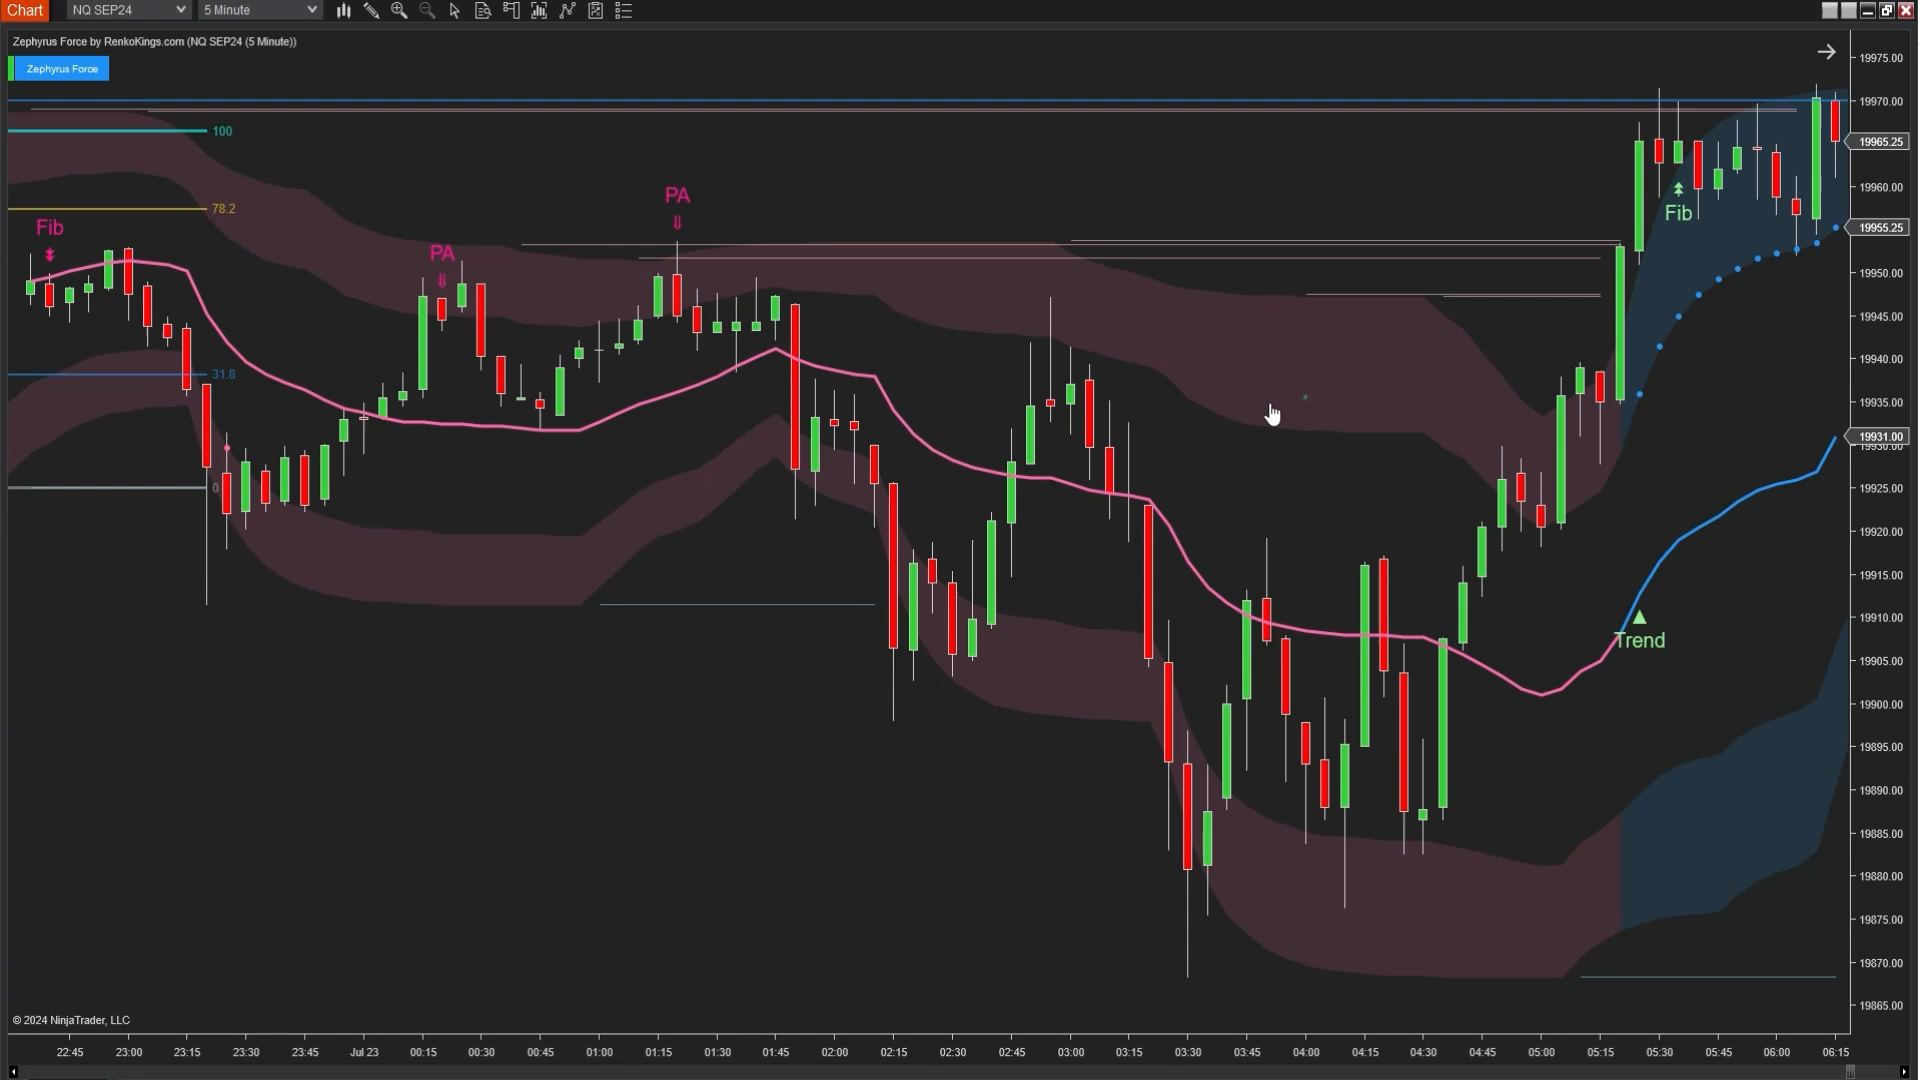 Chart NQ SEP24 5 Minute
Zephyrus Force by RenkoKings.com (NQ SEP24 (5 Minute))
Zephyrus Force
19975.00
19970.00
100
19965.25
19960.00
PA
78.2
Fib
Fib
19955.25
PA
19950.00
19945.00
19940.00
31.8
19935.00
19931.00
19930.00
19925.00
0
19920.00
19915.00
19910.00
Trend
19905.00
19900.00
19895.00
19890.00
19885.00
19880.00
19875.00
19870.00
19865.00
© 2024 NinjaTrader, LLC
22:45 23:00 23:15 23:30 23:45 Jul 23 00:15 00:30 00:45 01:00 01:15 01:30 01:45 02:00 02:15 02:30 02:45 03:00 03:15 03:30 03:45 04:00 04:15 04:30 04:45 05:00 05:15 05:30 05:45 06:00 06:15